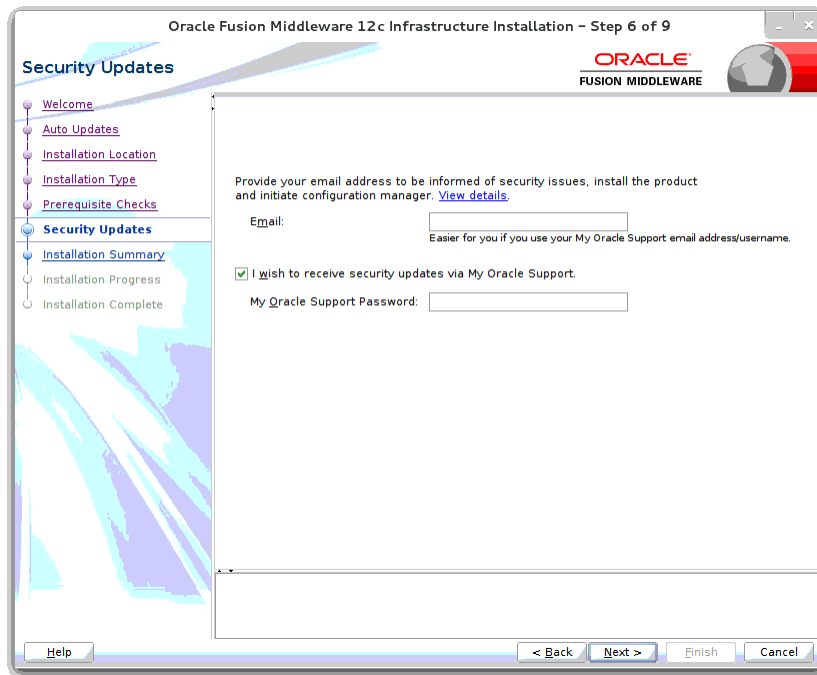 Oracle Fusion Middleware 12c Infrastructure Installation - Step 6 of 9
Security Updates
ORACLE
FUSION MIDDLEWARE
Welcome
Auto Updates
Installation Location
Installation Type
Prerequisite Checks
Security Updates
Installation Summary
Installation Progress
Installation Complete
Provide your email address to be informed of security issues, install the product
and initiate configuration manager. View details.
Email:
Easier for you if you use your My Oracle Support email address/username.
I wish to receive security updates via My Oracle Support.
My Oracle Support Password:
Help
< Back
Next >
Finish
Cancel